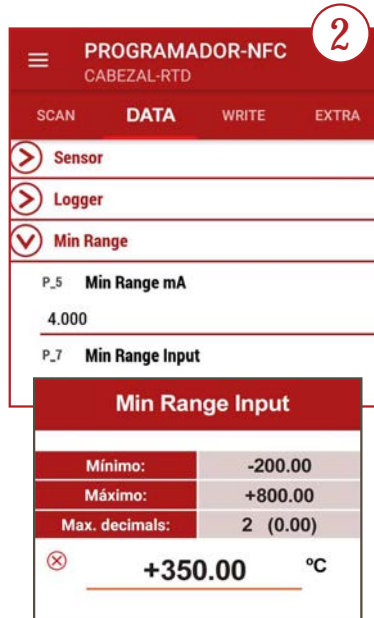 2
PROGRAMADOR-NFC
CABEZAL-RTD
SCAN DATA WRITE EXTRA
Sensor
Logger
Min Range
P_5 Min Range mA
4.000
P_7 Min Range Input
Min Range Input
Mínimo: -200.00
Máximo: +800.00
Max. decimals: 2 (0.00)
+350.00 ºC